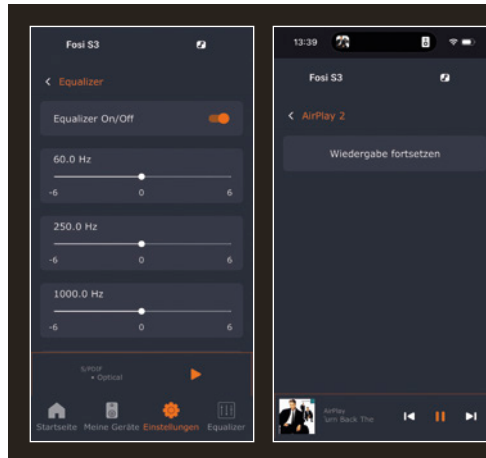 Fosi S3
Equalizer
Equalizer On/Off
60.0 Hz
-6 0 6
250.0 Hz
-6 0 6
1000.0 Hz
-6 0 6
S/PDIF
• Optical
Startseite Meine Geräte Einstellungen Equalizer
13:39
Fosi S3
AirPlay 2
Wiedergabe fortsetzen
AirPlay
Turn Back The